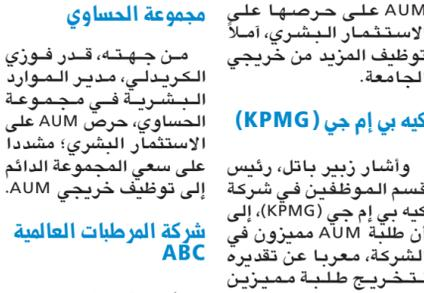 AUM على حرصها على
الاستثمار البشري، آملاً
توظيف المزيد من خريجي
الجامعة.
كيه بي إم جي (KPMG)
وأشار زبير باتل، رئيس
قسم الموظفين في شركة
كيه بي إم جي (KPMG)، إلى
أن طلبة AUM مميزون في
الشركة، معربا عن تقديره
لتخريج طلبة مميزين
مجموعة الحساوي
من جهته، قدر فوزي
الكريدلي، مدير الموارد
البشرية في مجموعة
الحساوي، حرص AUM على
الاستثمار البشري؛ مشددا
على سعي المجموعة الدائم
إلى توظيف خريجي AUM.
شركة المرطبات العالمية
ABC